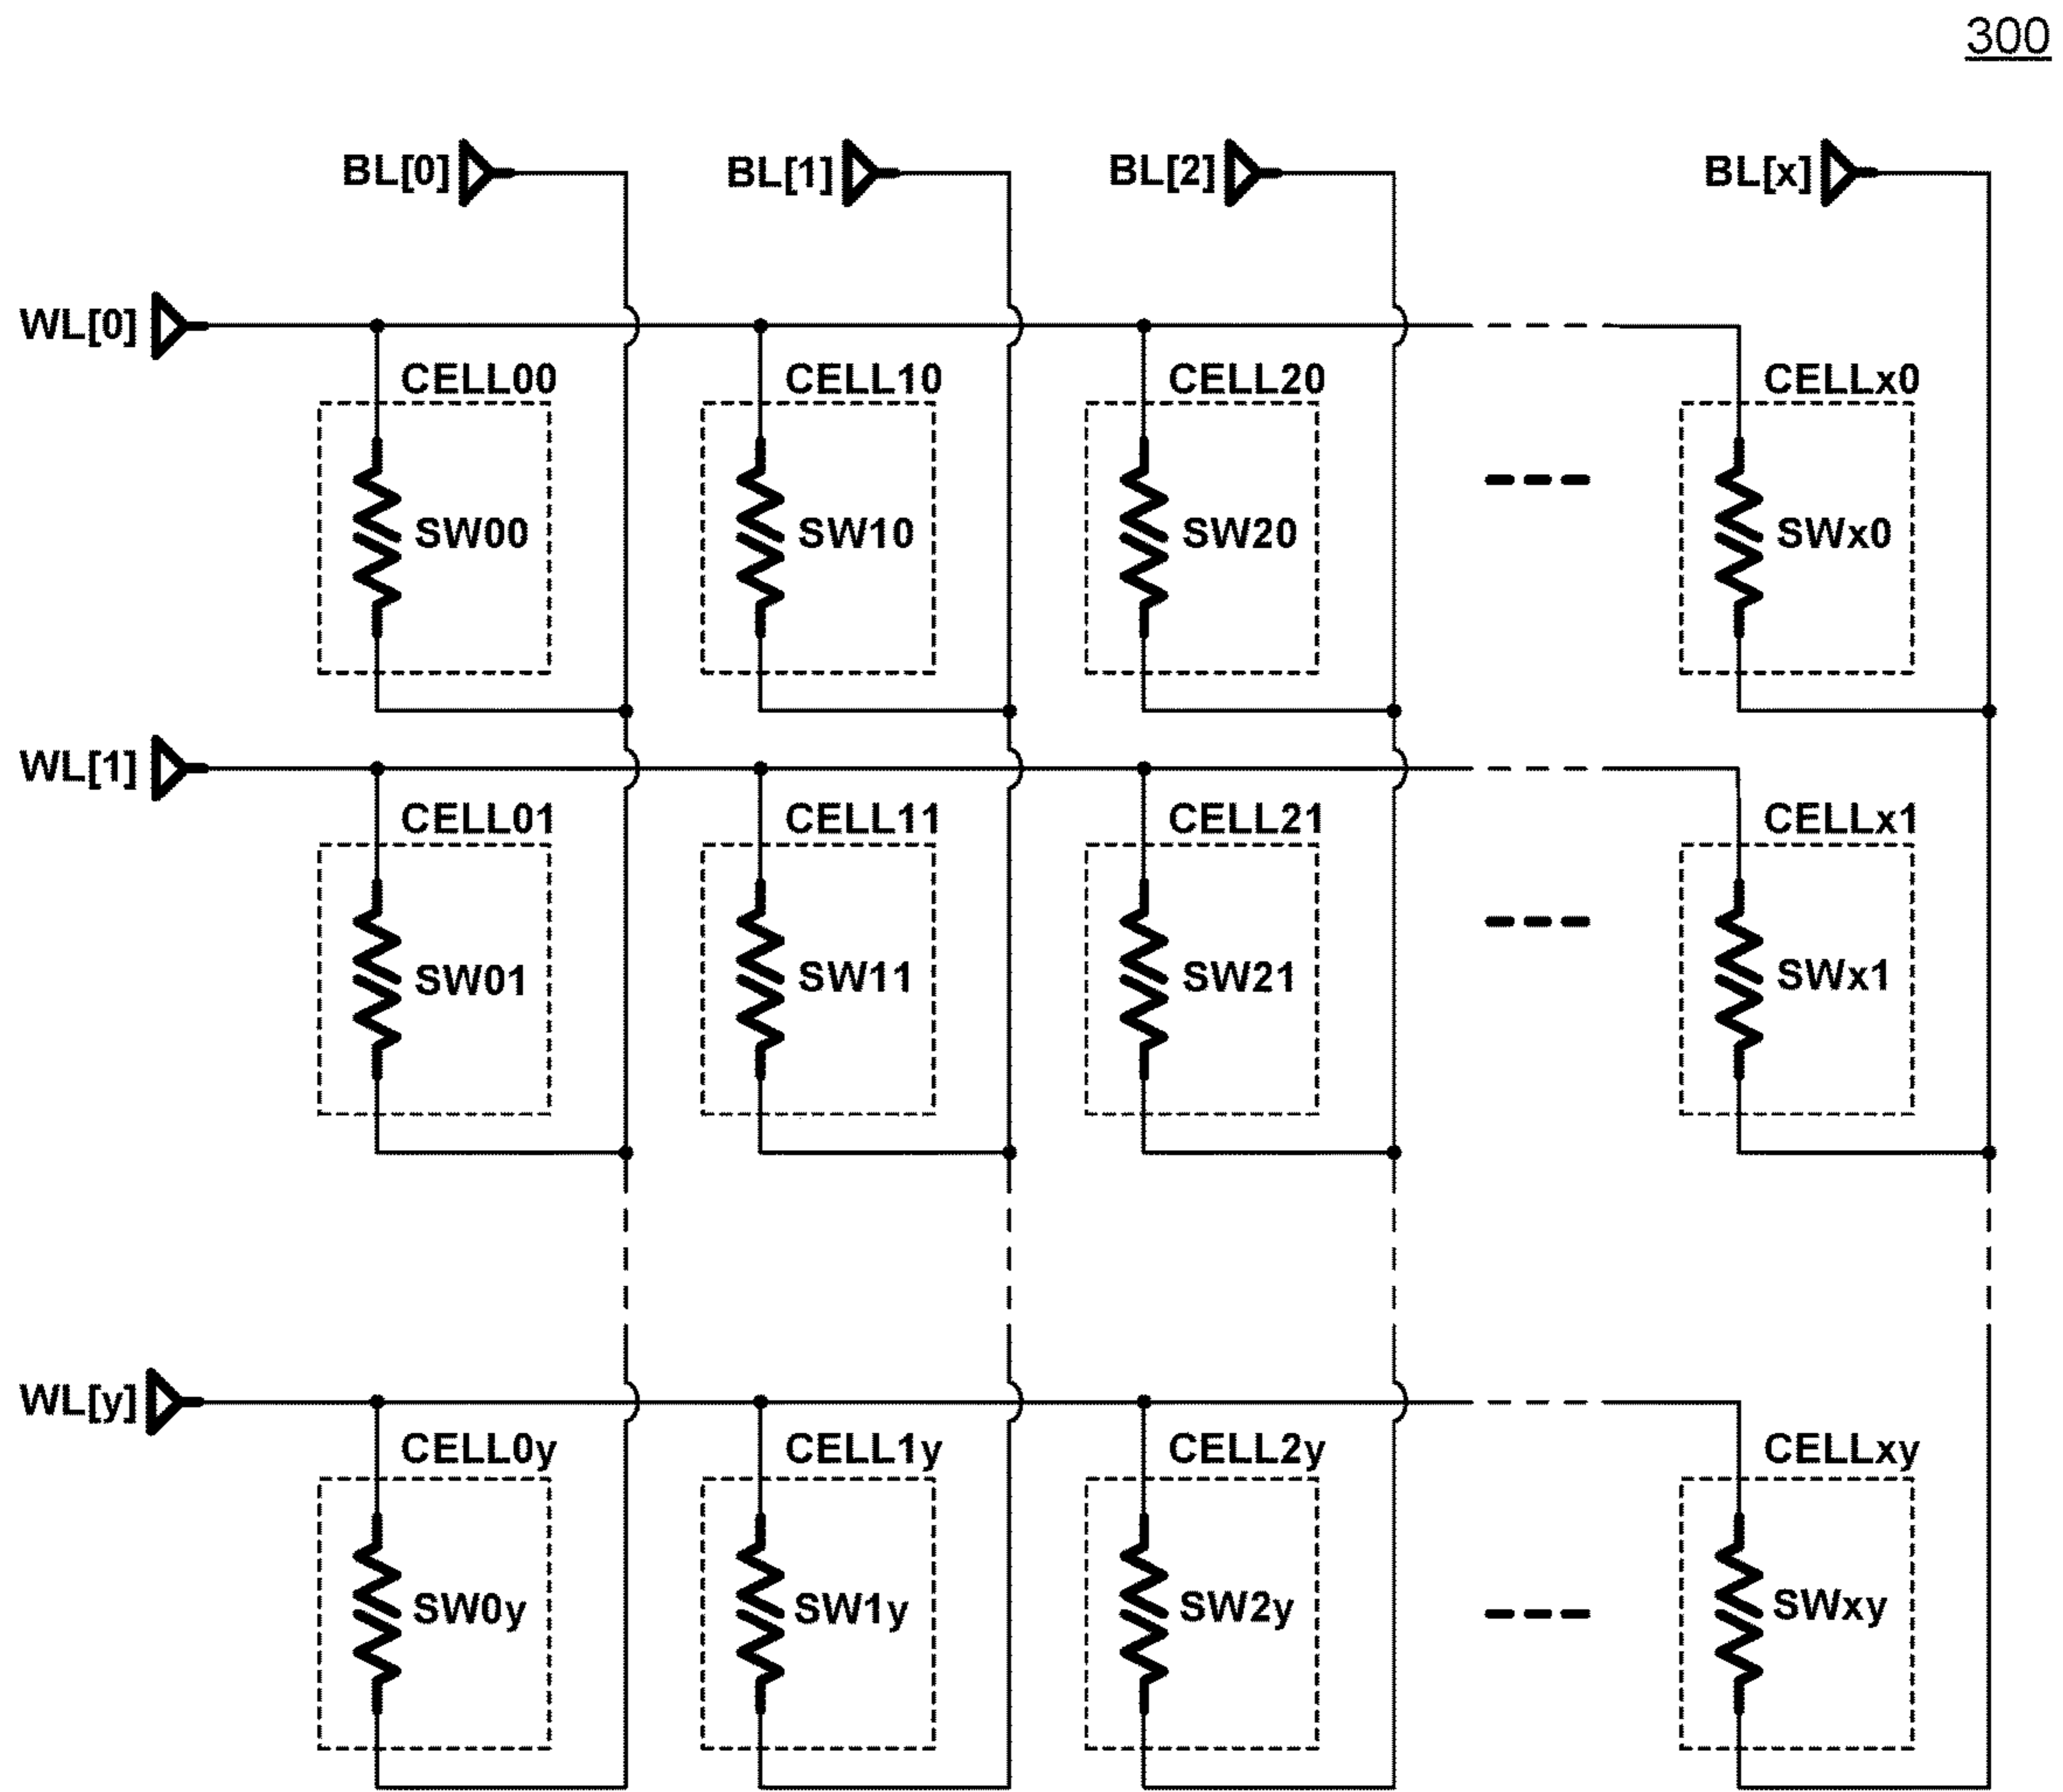 300
BL[0] BL[1] BL[2] BL[x]
WL[0]
CELL00 CELL10 CELL20 CELLx0
SW00 SW10 SW20 SWx0
WL[1]
CELL01 CELL11 CELL21 CELLx1
SW01 SW11 SW21 SWx1
WL[y]
CELL0y CELL1y CELL2y CELLxy
SW0y SW1y SW2y SWxy